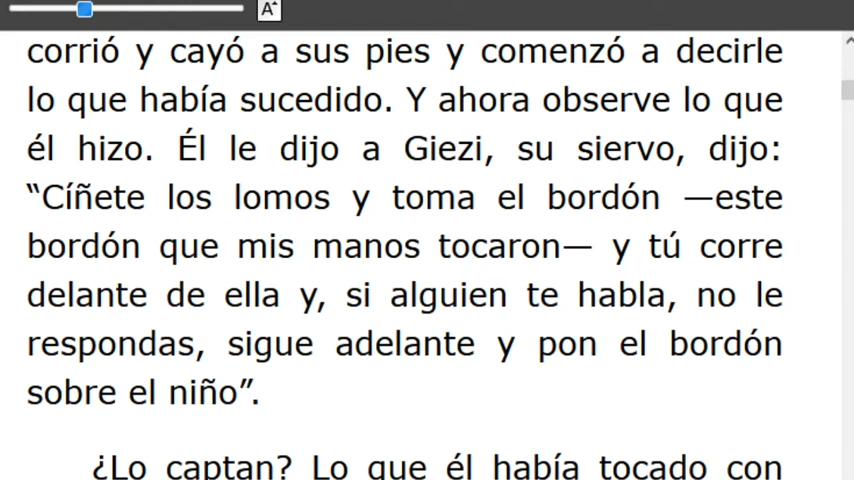 A
corrió y cayó a sus pies y comenzó a decirle
lo que había sucedido. Y ahora observe lo que
él hizo. Él le dijo a Giezi, su siervo, dijo:
“Cíñete los lomos y toma el bordón —este
bordón que mis manos tocaron— y tú corre
delante de ella y, si alguien te habla, no le
respondas, sigue adelante y pon el bordón
sobre el niño”.
¿Lo captan? Lo que él había tocado con